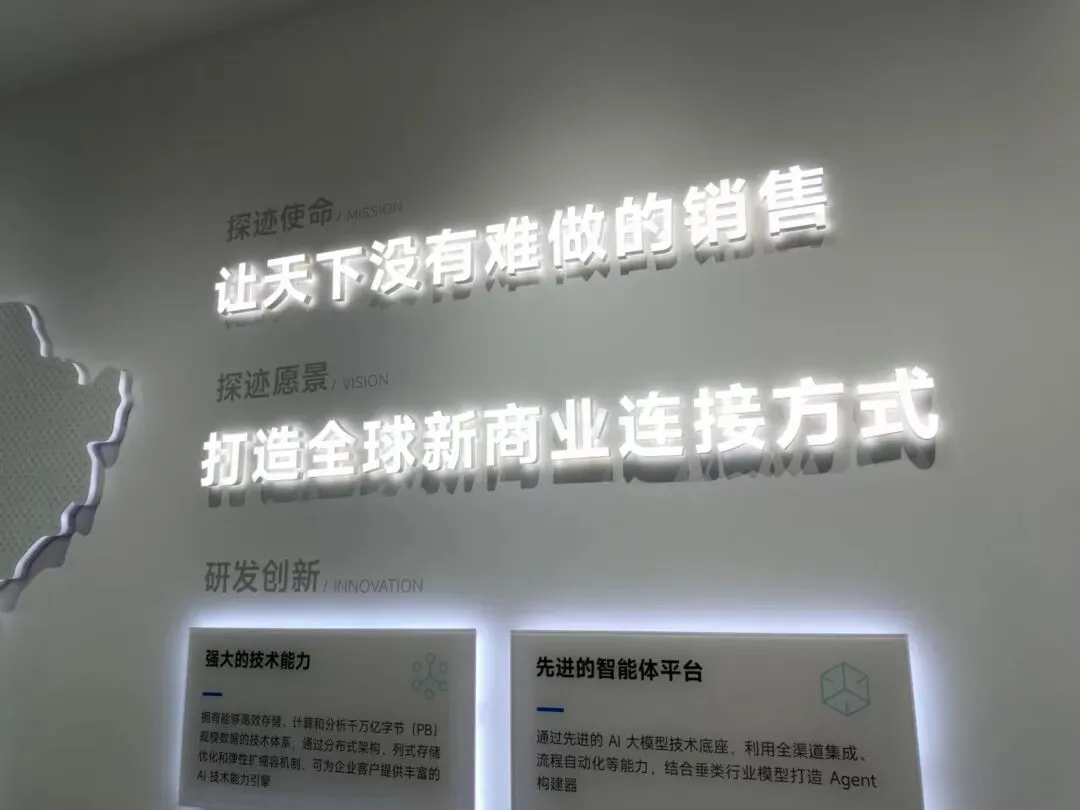 探迹使命 / MISSION
让天下没有难做的销售
探迹愿景 / VISION
打造全球新商业连接方式
研发创新 / INNOVATION
强大的技术能力
拥有能够高效存储、计算和分析千万亿字节（PB）
规模数据的技术体系，通过分布式架构、列式存储
优化和弹性扩缩容机制，可为企业客户提供丰富的
AI 技术能力引擎
先进的智能体平台
通过先进的 AI 大模型技术底座，利用全渠道集成、
流程自动化等能力，结合垂类行业模型打造 Agent
构建器